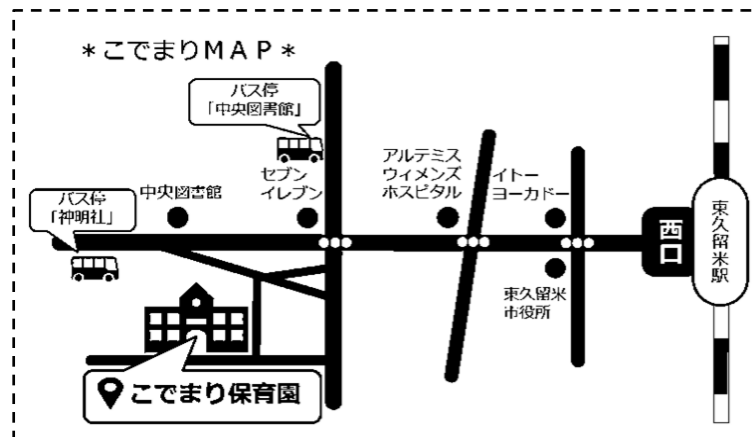 ＊こでまりＭＡＰ＊
バス停
「中央図書館」
バス停
「神明社」
中央図書館
セブン
イレブン
アルテミス
ウィメンズ
ホスピタル
イトー
ヨーカドー
東久留米
市役所
西口
東久留米駅
こでまり保育園